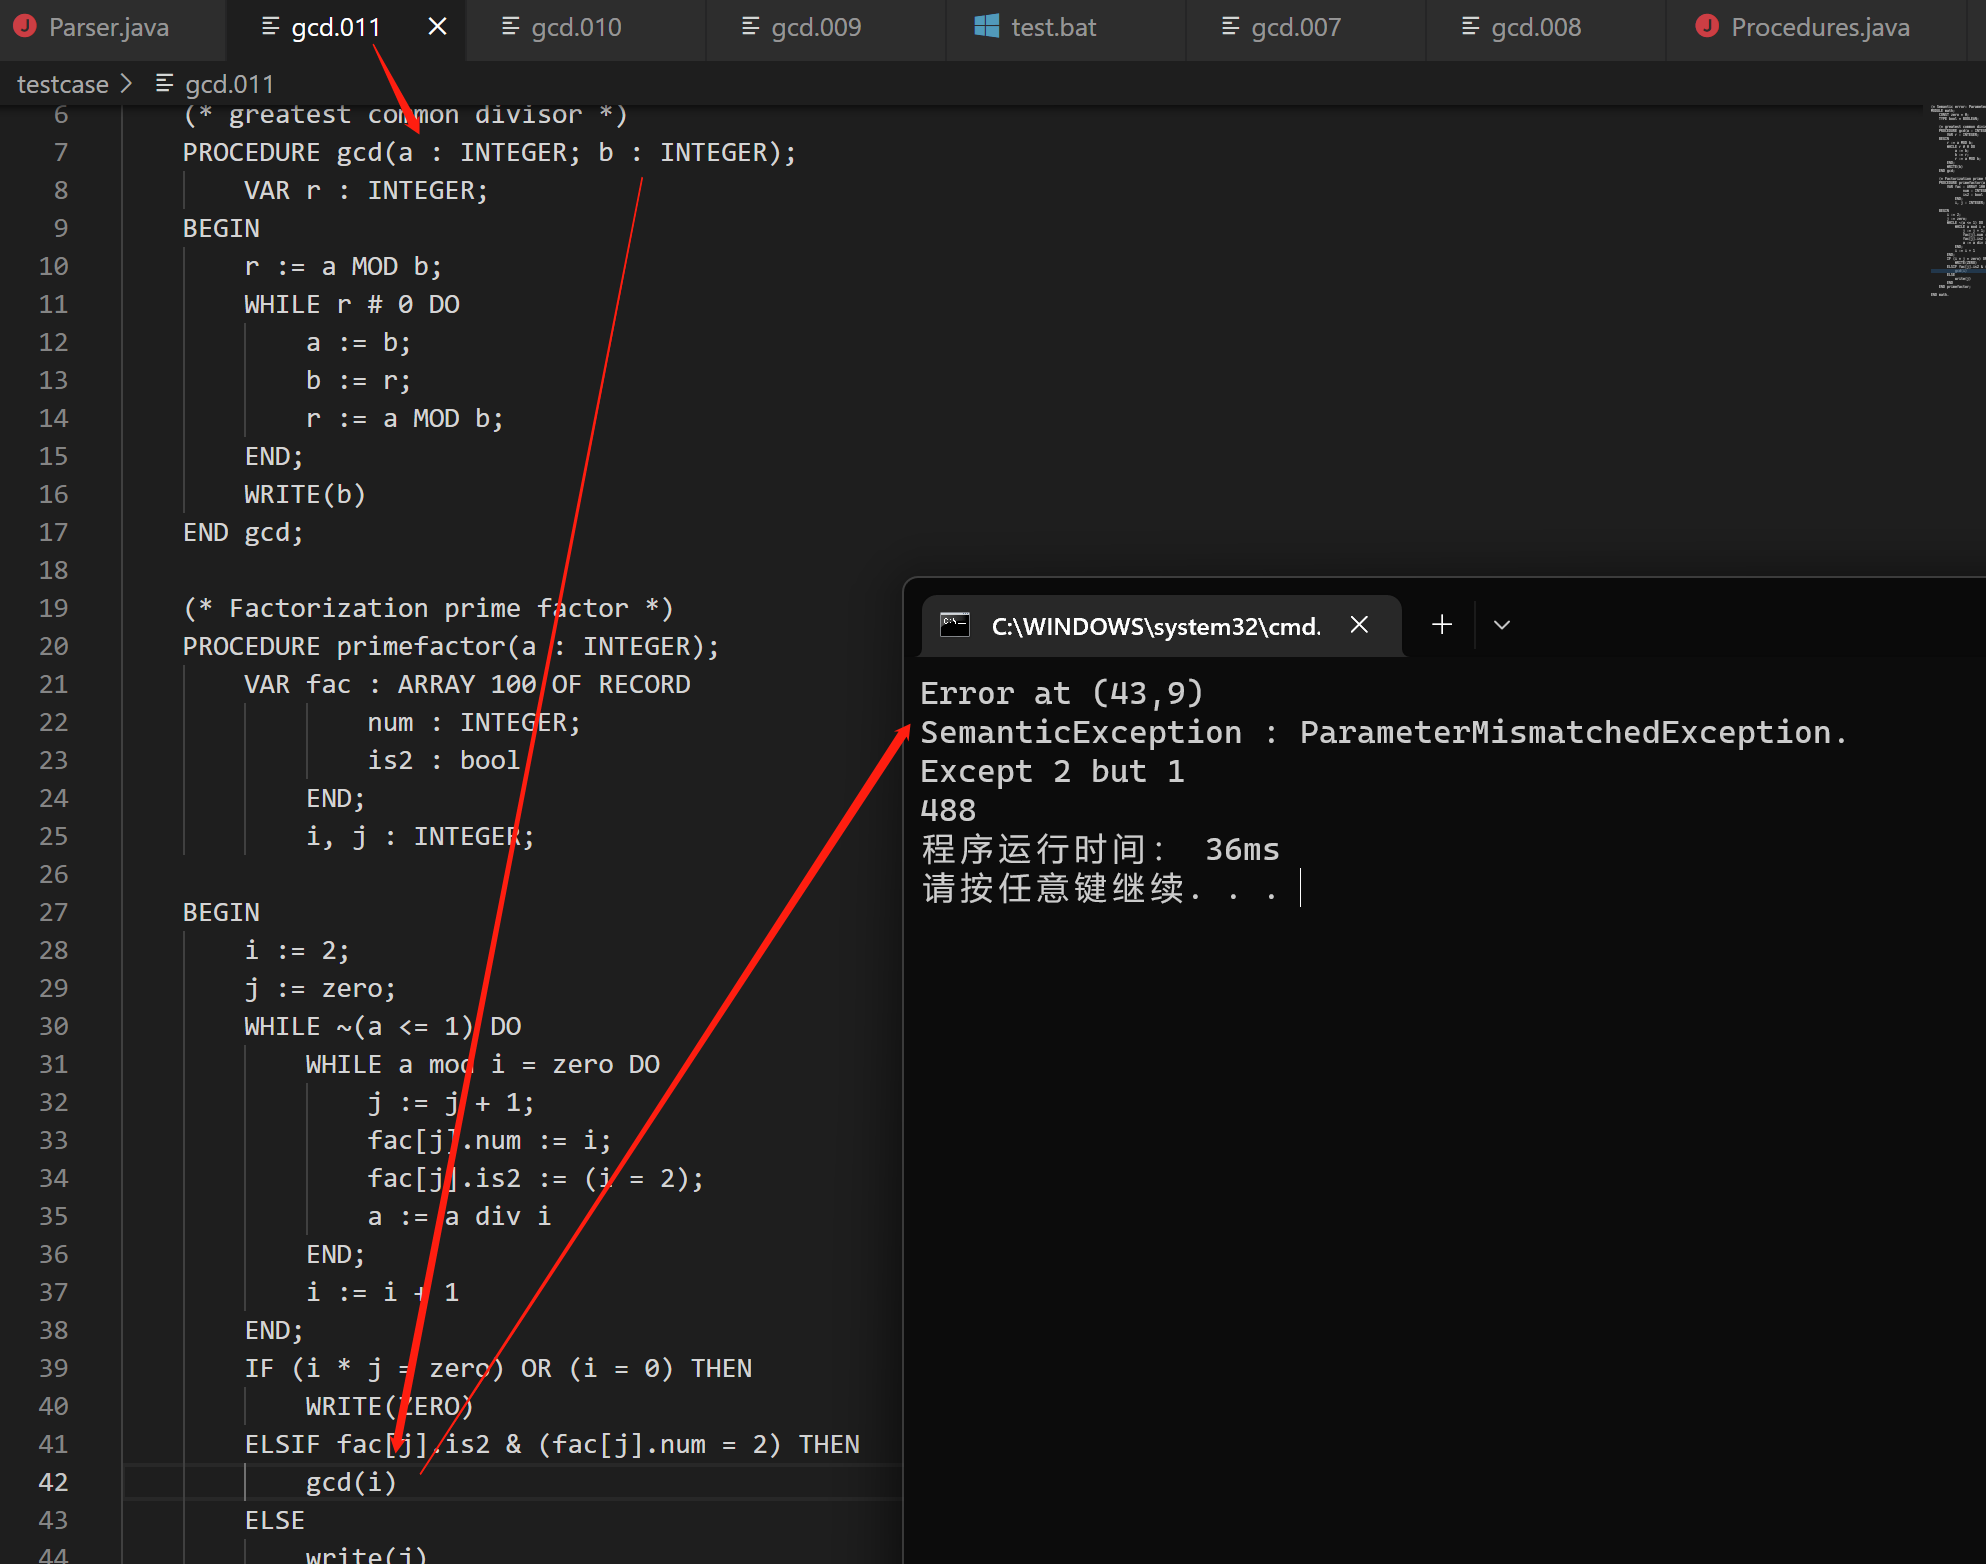 Parser.java
gcd.011
gcd.010
gcd.009
test.bat
gcd.007
gcd.008
Procedures.java
testcase > gcd.011
6 (* greatest common divisor *)
7 PROCEDURE gcd(a : INTEGER; b : INTEGER);
8 VAR r : INTEGER;
9 BEGIN
10 r := a MOD b;
11 WHILE r # 0 DO
12 a := b;
13 b := r;
14 r := a MOD b;
15 END;
16 WRITE(b)
17 END gcd;
18
19 (* Factorization prime factor *)
20 PROCEDURE primefactor(a : INTEGER);
21 VAR fac : ARRAY 100 OF RECORD
22 num : INTEGER;
23 is2 : bool
24 END;
25 i, j : INTEGER;
26
27 BEGIN
28 i := 2;
29 j := zero;
30 WHILE ~(a <= 1) DO
31 WHILE a mod i = zero DO
32 j := j + 1;
33 fac[j].num := i;
34 fac[j].is2 := (i = 2);
35 a := a div i
36 END;
37 i := i + 1
38 END;
39 IF (i * j = zero) OR (i = 0) THEN
40 WRITE(ZERO)
41 ELSIF fac[j].is2 & (fac[j].num = 2) THEN
42 gcd(i)
43 ELSE
44 write(j)
C:\WINDOWS\system32\cmd.
Error at (43,9)
SemanticException : ParameterMismatchedException.
Except 2 but 1
488
程序运行时间： 36ms
请按任意键继续. . .